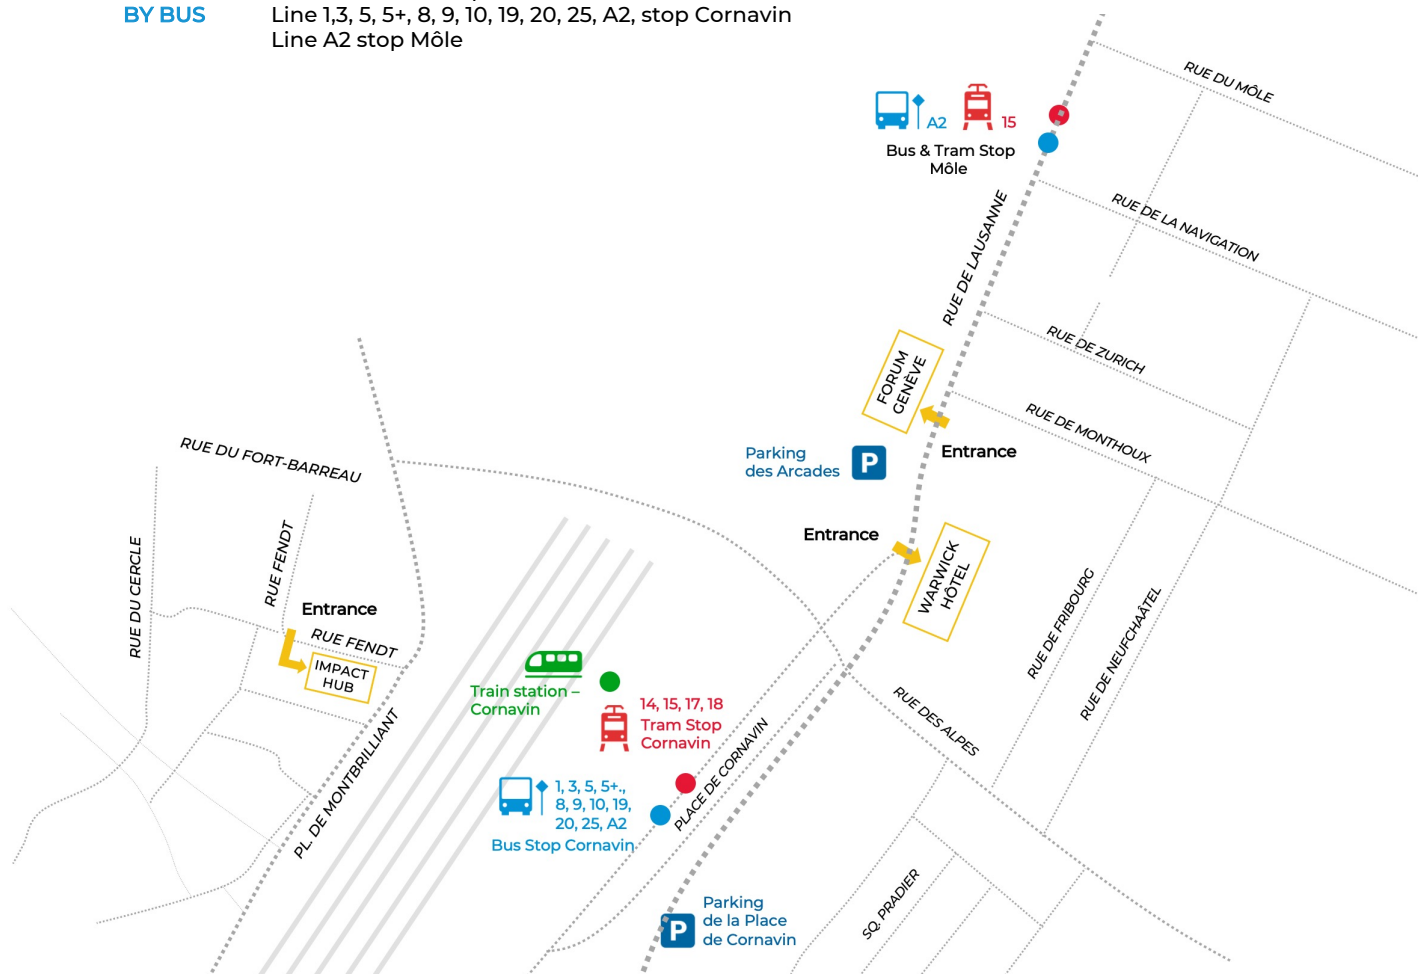 BY BUS
Line 1,3, 5, 5+, 8, 9, 10, 19, 20, 25, A2, stop Cornavin
Line A2 stop Môle
RUE DU MÔLE
A2
15
Bus & Tram Stop
Môle
RUE DE LAUSANNE
RUE DE LA NAVIGATION
RUE DE ZURICH
FORUM
GENÈVE
RUE DE MONTHOUX
Entrance
Parking
des Arcades
P
RUE DU FORT-BARREAU
RUE DU CERCLE
RUE FENDT
Entrance
WARWICK
HÔTEL
RUE DE FRIBOURG
RUE DE NEUFCHAÂTEL
Entrance
RUE FENDT
IMPACT
HUB
Train station –
Cornavin
14, 15, 17, 18
Tram Stop
Cornavin
PL. DE MONTBRILLIANT
PLACE DE CORNAVIN
RUE DES ALPES
1, 3, 5, 5+.,
8, 9, 10, 19,
20, 25, A2
Bus Stop Cornavin
SQ. PRADIER
P
Parking
de la Place
de Cornavin